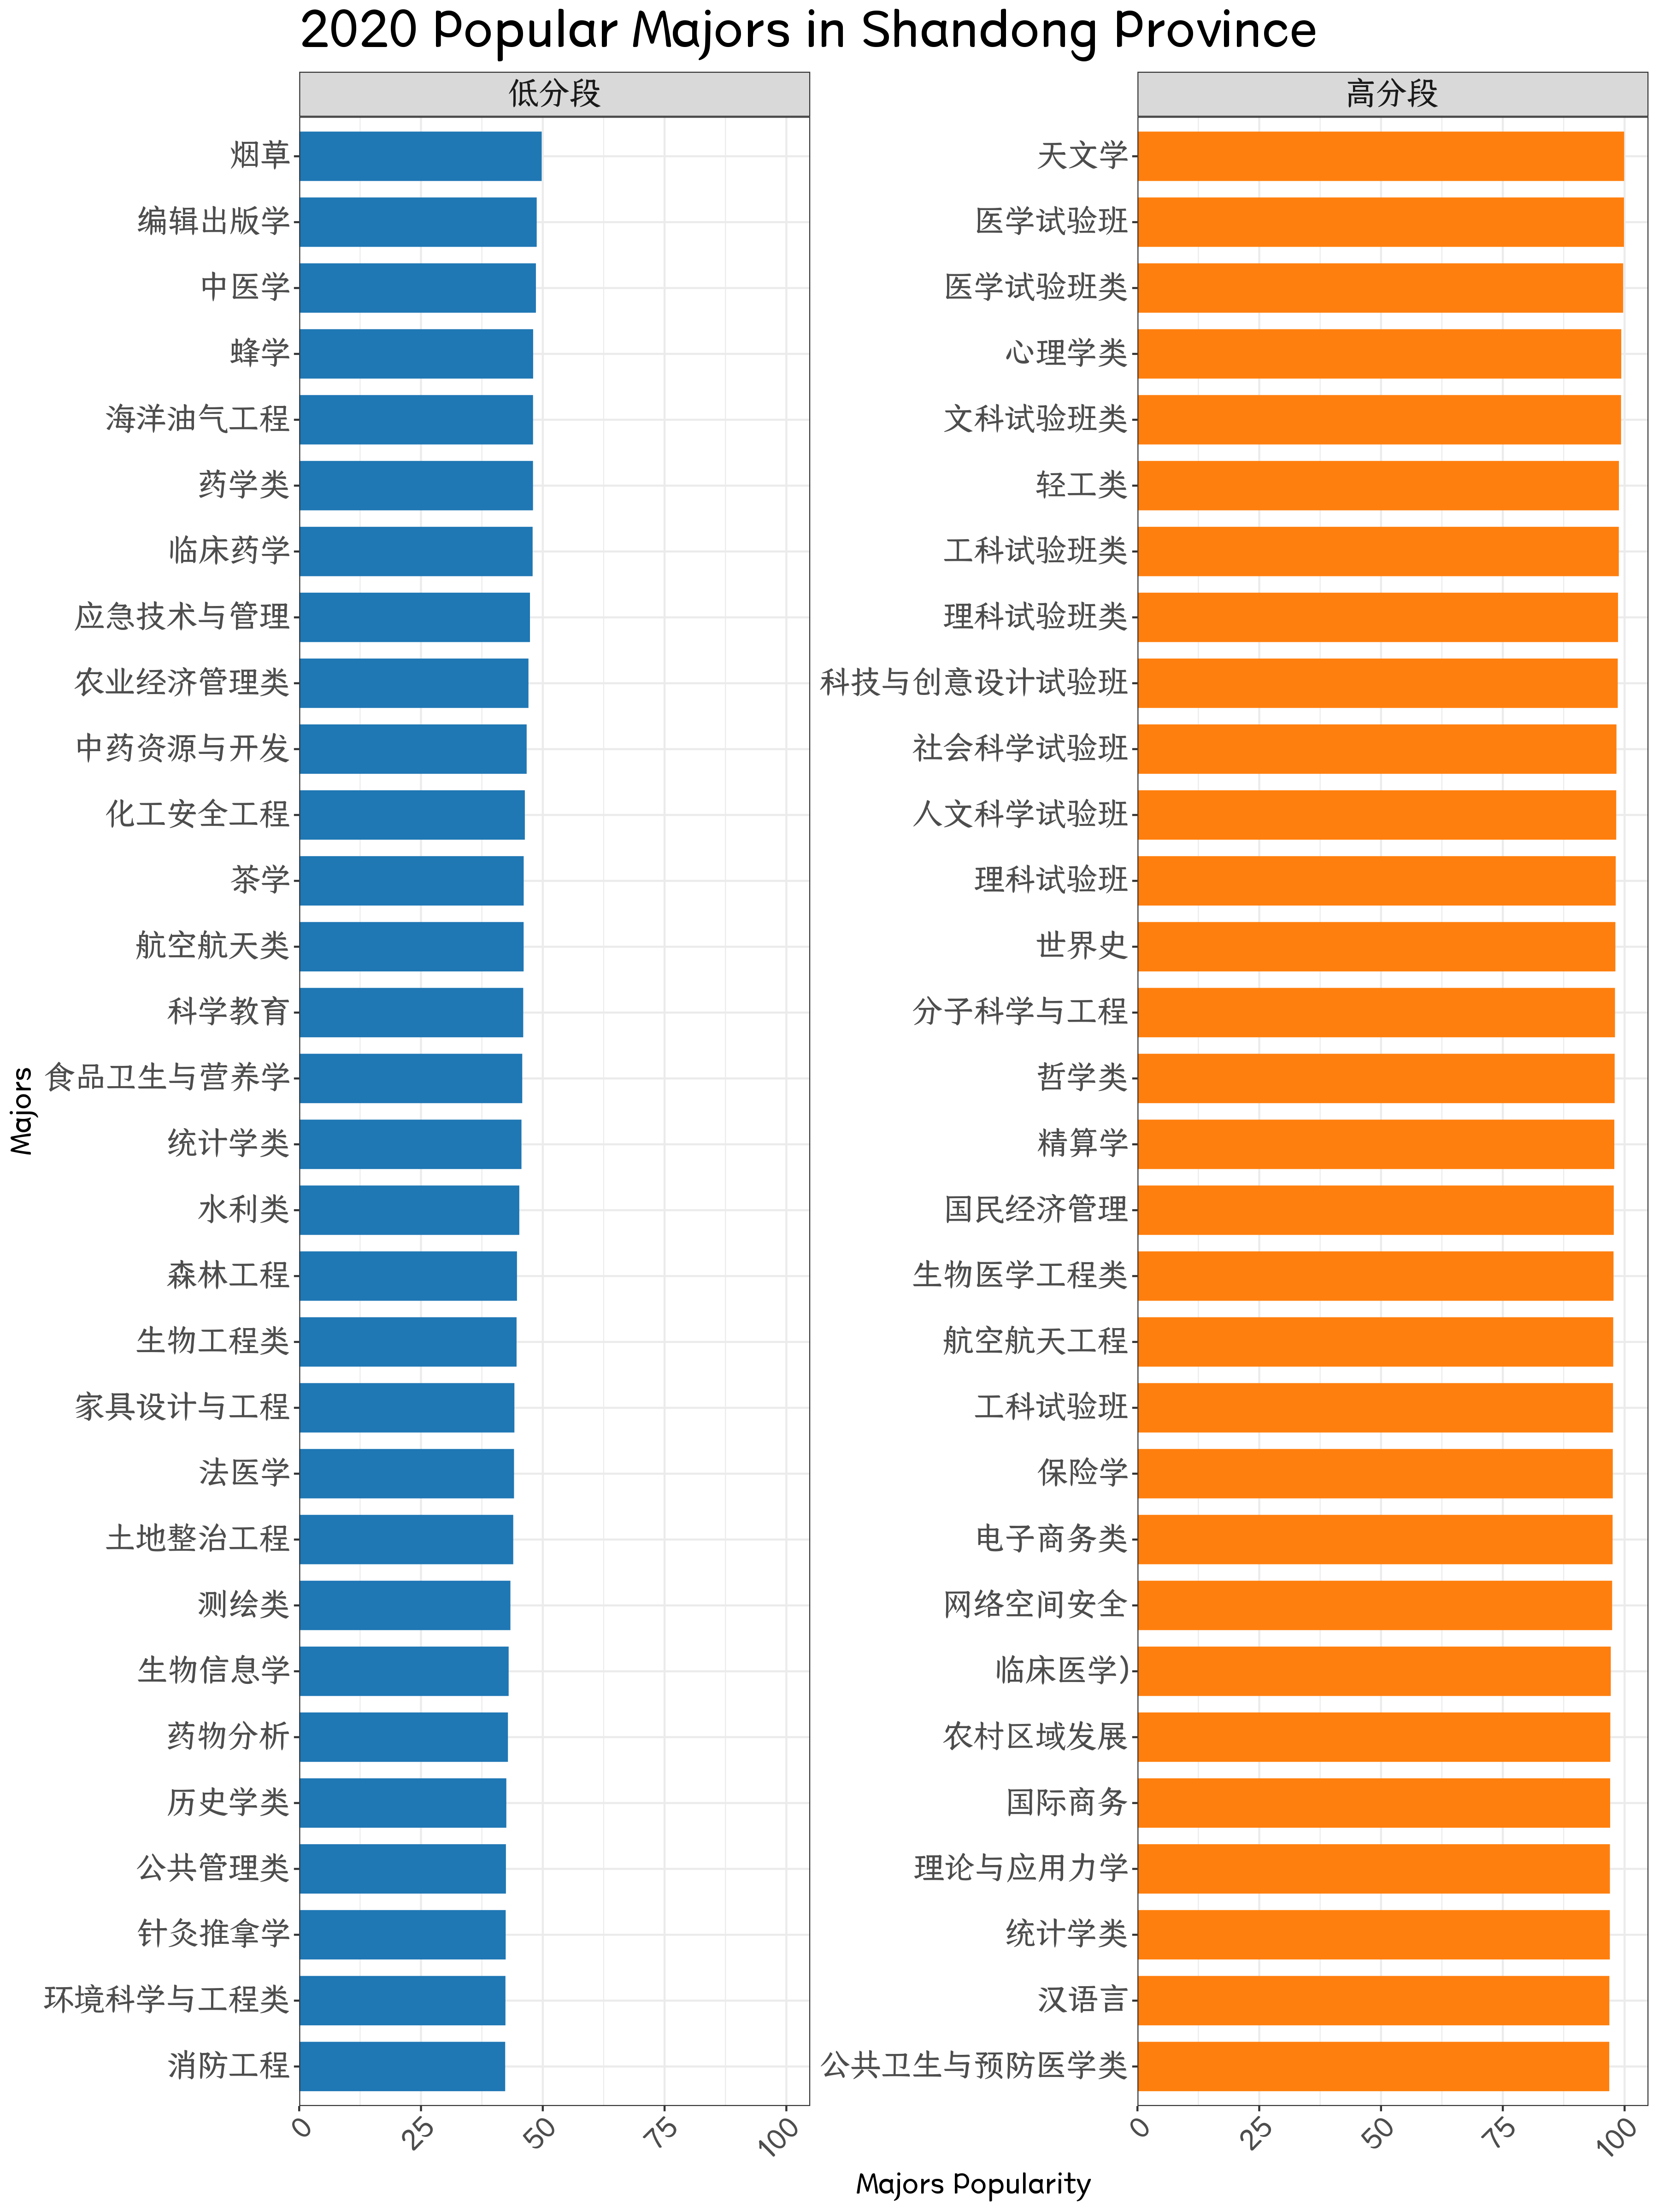 2020 Popular Majors in Shandong Province
低分段
烟草
编辑出版学
中医学
蜂学
海洋油气工程
药学类
临床药学
应急技术与管理
农业经济管理类
中药资源与开发
化工安全工程
茶学
航空航天类
科学教育
食品卫生与营养学
统计学类
水利类
森林工程
生物工程类
家具设计与工程
法医学
土地整治工程
测绘类
生物信息学
药物分析
历史学类
公共管理类
针灸推拿学
环境科学与工程类
消防工程
0 25 50 75 100
高分段
天文学
医学试验班
医学试验班类
心理学类
文科试验班类
轻工类
工科试验班类
理科试验班类
科技与创意设计试验班
社会科学试验班
人文科学试验班
理科试验班
世界史
分子科学与工程
哲学类
精算学
国民经济管理
生物医学工程类
航空航天工程
工科试验班
保险学
电子商务类
网络空间安全
临床医学)
农村区域发展
国际商务
理论与应用力学
统计学类
汉语言
公共卫生与预防医学类
0 25 50 75 100
Majors
Majors Popularity